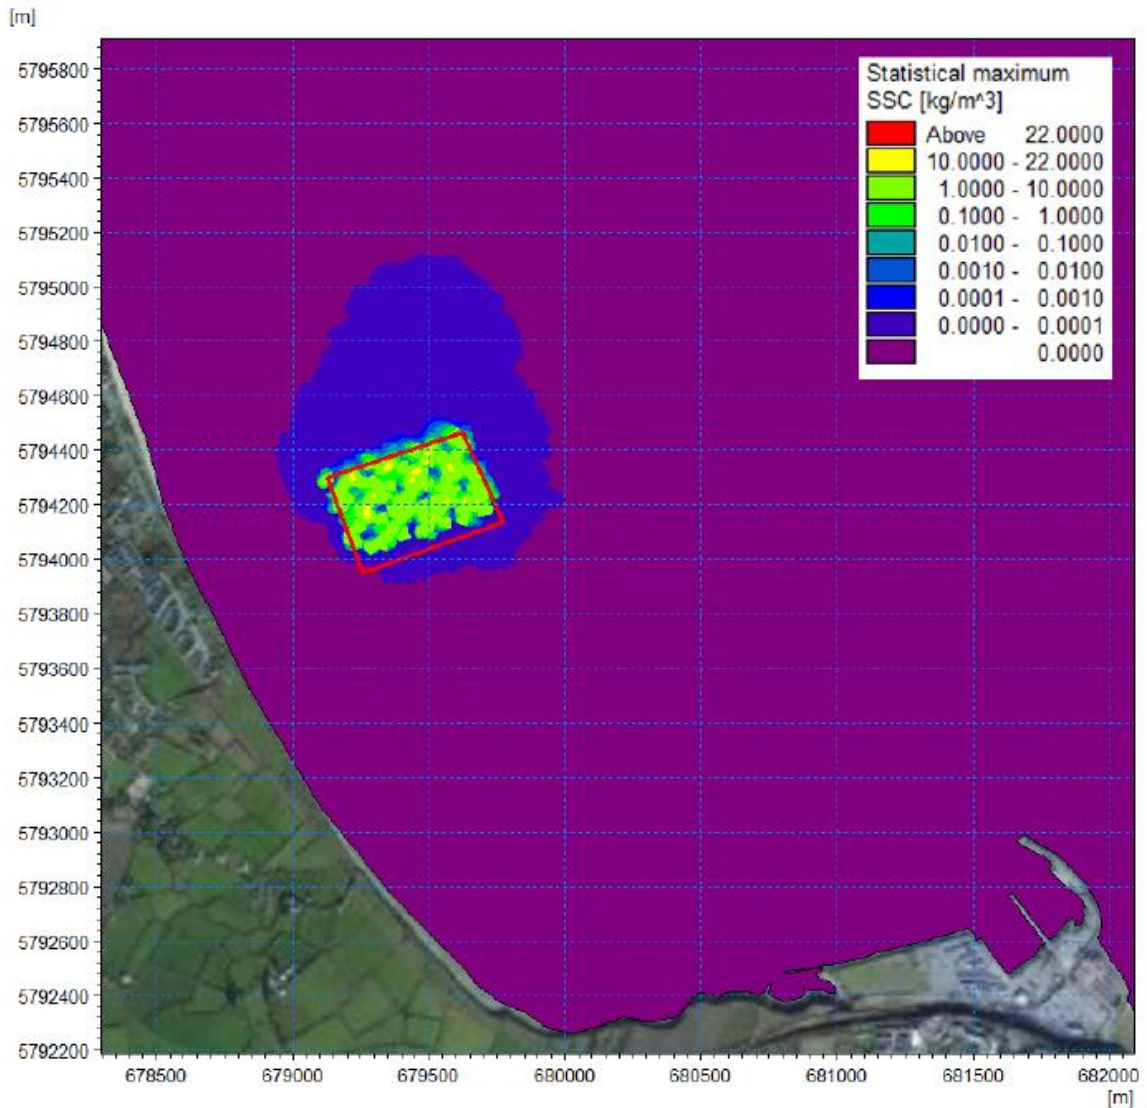 [m]
5795800
5795600
5795400
5795200
5795000
5794800
5794600
5794400
5794200
5794000
5793800
5793600
5793400
5793200
5793000
5792800
5792600
5792400
5792200
Statistical maximum
SSC [kg/m^3]
Above 22.0000
10.0000 - 22.0000
1.0000 - 10.0000
0.1000 - 1.0000
0.0100 - 0.1000
0.0010 - 0.0100
0.0001 - 0.0010
0.0000 - 0.0001
0.0000
678500 679000 679500 680000 680500 681000 681500 682000
[m]